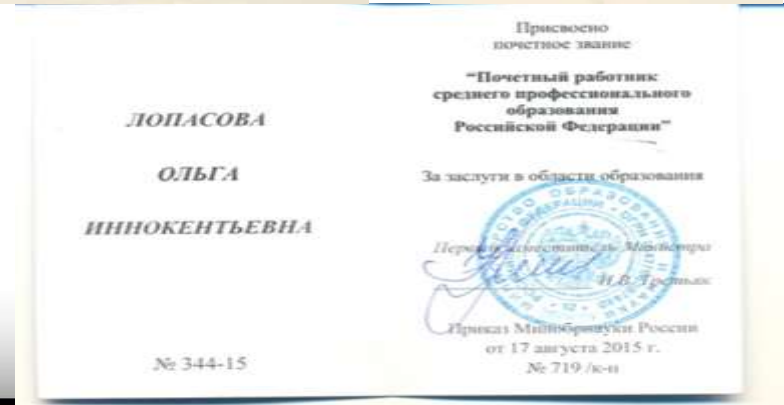 ЛОПАСОВА
ОЛЬГА
ИННОКЕНТЬЕВНА
№ 344-15
Присвоено
почетное звание
“Почетный работник
среднего профессионального
образования
Российской Федерации”
За заслуги в области образования
Первый заместитель Министра
Н.В. Третьяк
Приказ Минобрнауки России
от 17 августа 2015 г.
№ 719 /к-н